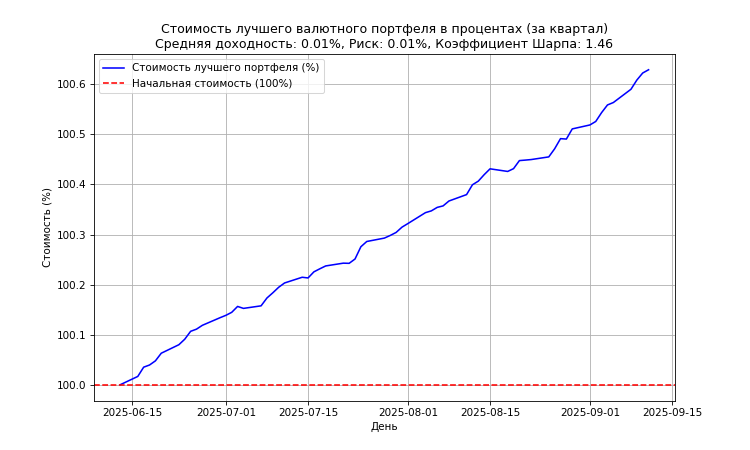 Стоимость лучшего валютного портфеля в процентах (за квартал)
Средняя доходность: 0.01%, Риск: 0.01%, Коэффициент Шарпа: 1.46
Стоимость лучшего портфеля (%)
Начальная стоимость (100%)
100.6
100.5
100.4
100.3
100.2
100.1
100.0
Стоимость (%)
2025-06-15
2025-07-01
2025-07-15
2025-08-01
2025-08-15
2025-09-01
2025-09-15
День